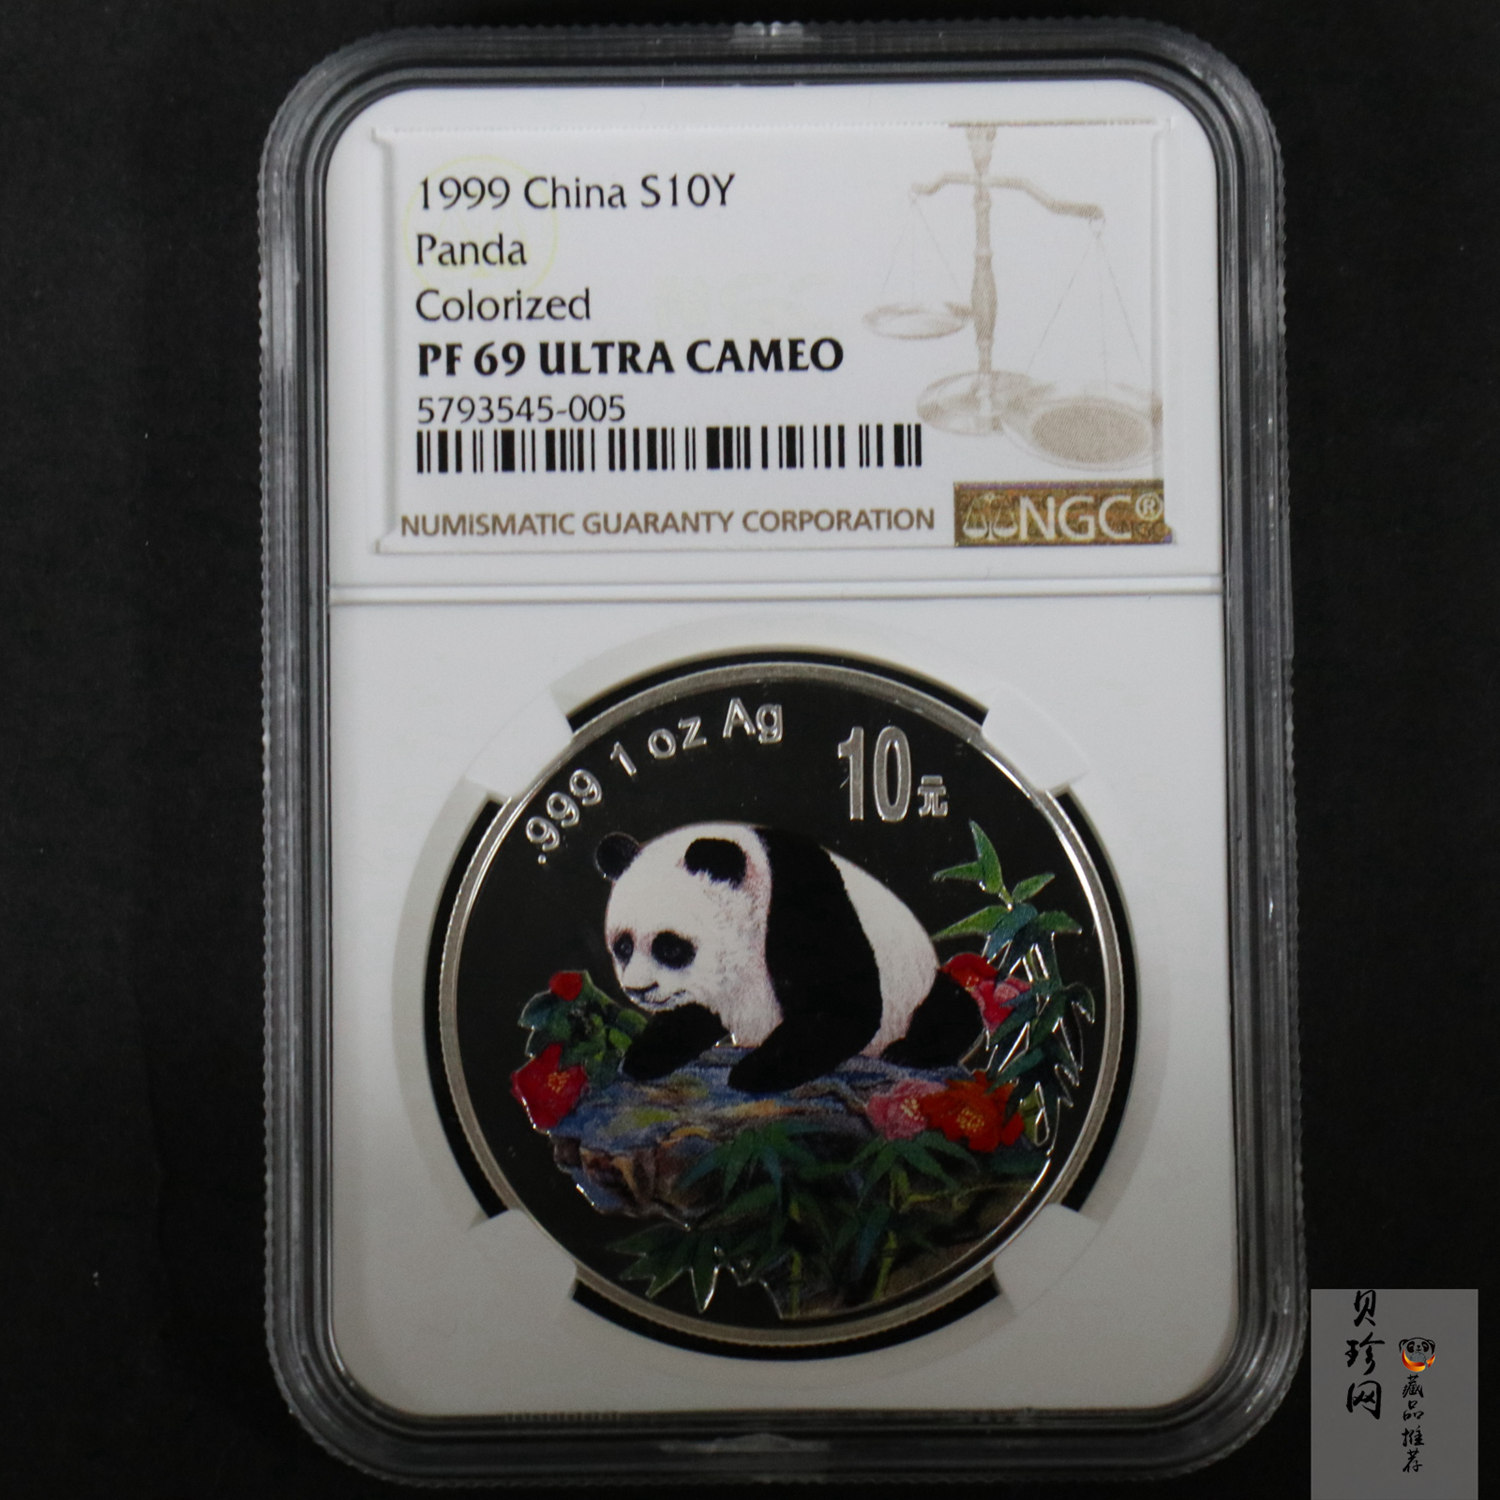 1999 China S10Y
Panda
Colorized
PF 69 ULTRA CAMEO
5793545-005
NUMISMATIC GUARANTY CORPORATION
NGC®
.999 1 oz Ag
10元
贝珍网
藏品推荐